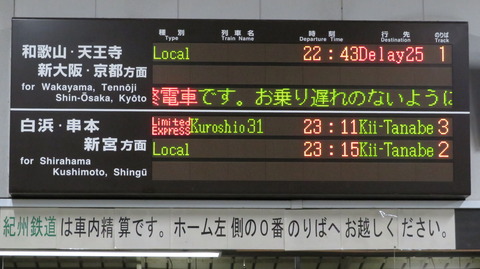 和歌山・天王寺
新大阪・京都方面
for Wakayama, Tennōji
Shin-Ōsaka, Kyōto
種別 列車名 時刻 行先 のりば
Type Train Name Departure Time Destination Track
Local 22:43 Delay25 1
終電車です。お乗り遅れのないように
白浜・串本
新宮方面
for Shirahama
Kushimoto, Shingū
Limited Express Kuroshio31 23:11 Kii-Tanabe 3
Local 23:15 Kii-Tanabe 2
紀州鉄道は車内精算です。ホーム左側の0番のりばへお越しください。